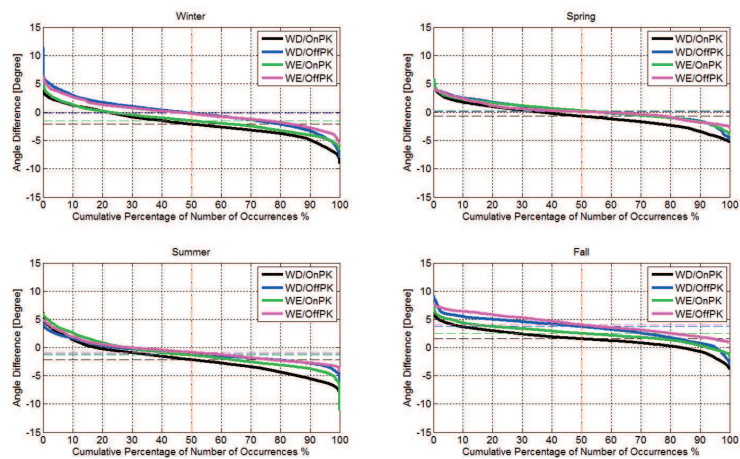 Winter
Angle Difference [Degree]
15
10
5
0
-5
-10
-15
0 10 20 30 40 50 60 70 80 90 100
Cumulative Percentage of Number of Occurrences %
WD/OnPK
WD/OffPK
WE/OnPK
WE/OffPK
Spring
Angle Difference [Degree]
15
10
5
0
-5
-10
-15
0 10 20 30 40 50 60 70 80 90 100
Cumulative Percentage of Number of Occurrences %
WD/OnPK
WD/OffPK
WE/OnPK
WE/OffPK
Summer
Angle Difference [Degree]
15
10
5
0
-5
-10
-15
0 10 20 30 40 50 60 70 80 90 100
Cumulative Percentage of Number of Occurrences %
WD/OnPK
WD/OffPK
WE/OnPK
WE/OffPK
Fall
Angle Difference [Degree]
15
10
5
0
-5
-10
-15
0 10 20 30 40 50 60 70 80 90 100
Cumulative Percentage of Number of Occurrences %
WD/OnPK
WD/OffPK
WE/OnPK
WE/OffPK